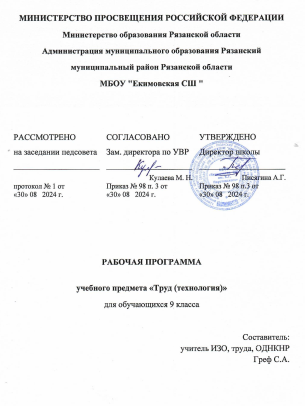 МИНИСТЕРСТВО ПРОСВЕЩЕНИЯ РОССИЙСКОЙ ФЕДЕРАЦИИ
Министерство образования Рязанской области
Администрация муниципального образования Рязанский
муниципальный район Рязанской области
МБОУ "Екимовская СШ "
РАССМОТРЕНО СОГЛАСОВАНО УТВЕРЖДЕНО
на заседании педсовета Зам. директора по УВР Директор школы
Кулаева М. Н. Писягина А.Г.
протокол № 1 от Приказ № 98 п. 3 от Приказ № 98 п.3 от
«30» 08 2024 г. «30» 08 2024 г. «30» 08 2024 г.
РАБОЧАЯ ПРОГРАММА
учебного предмета «Труд (технология)»
для обучающихся 9 класса
Составитель:
учитель ИЗО, труда, ОДНКНР
Греф С.А.